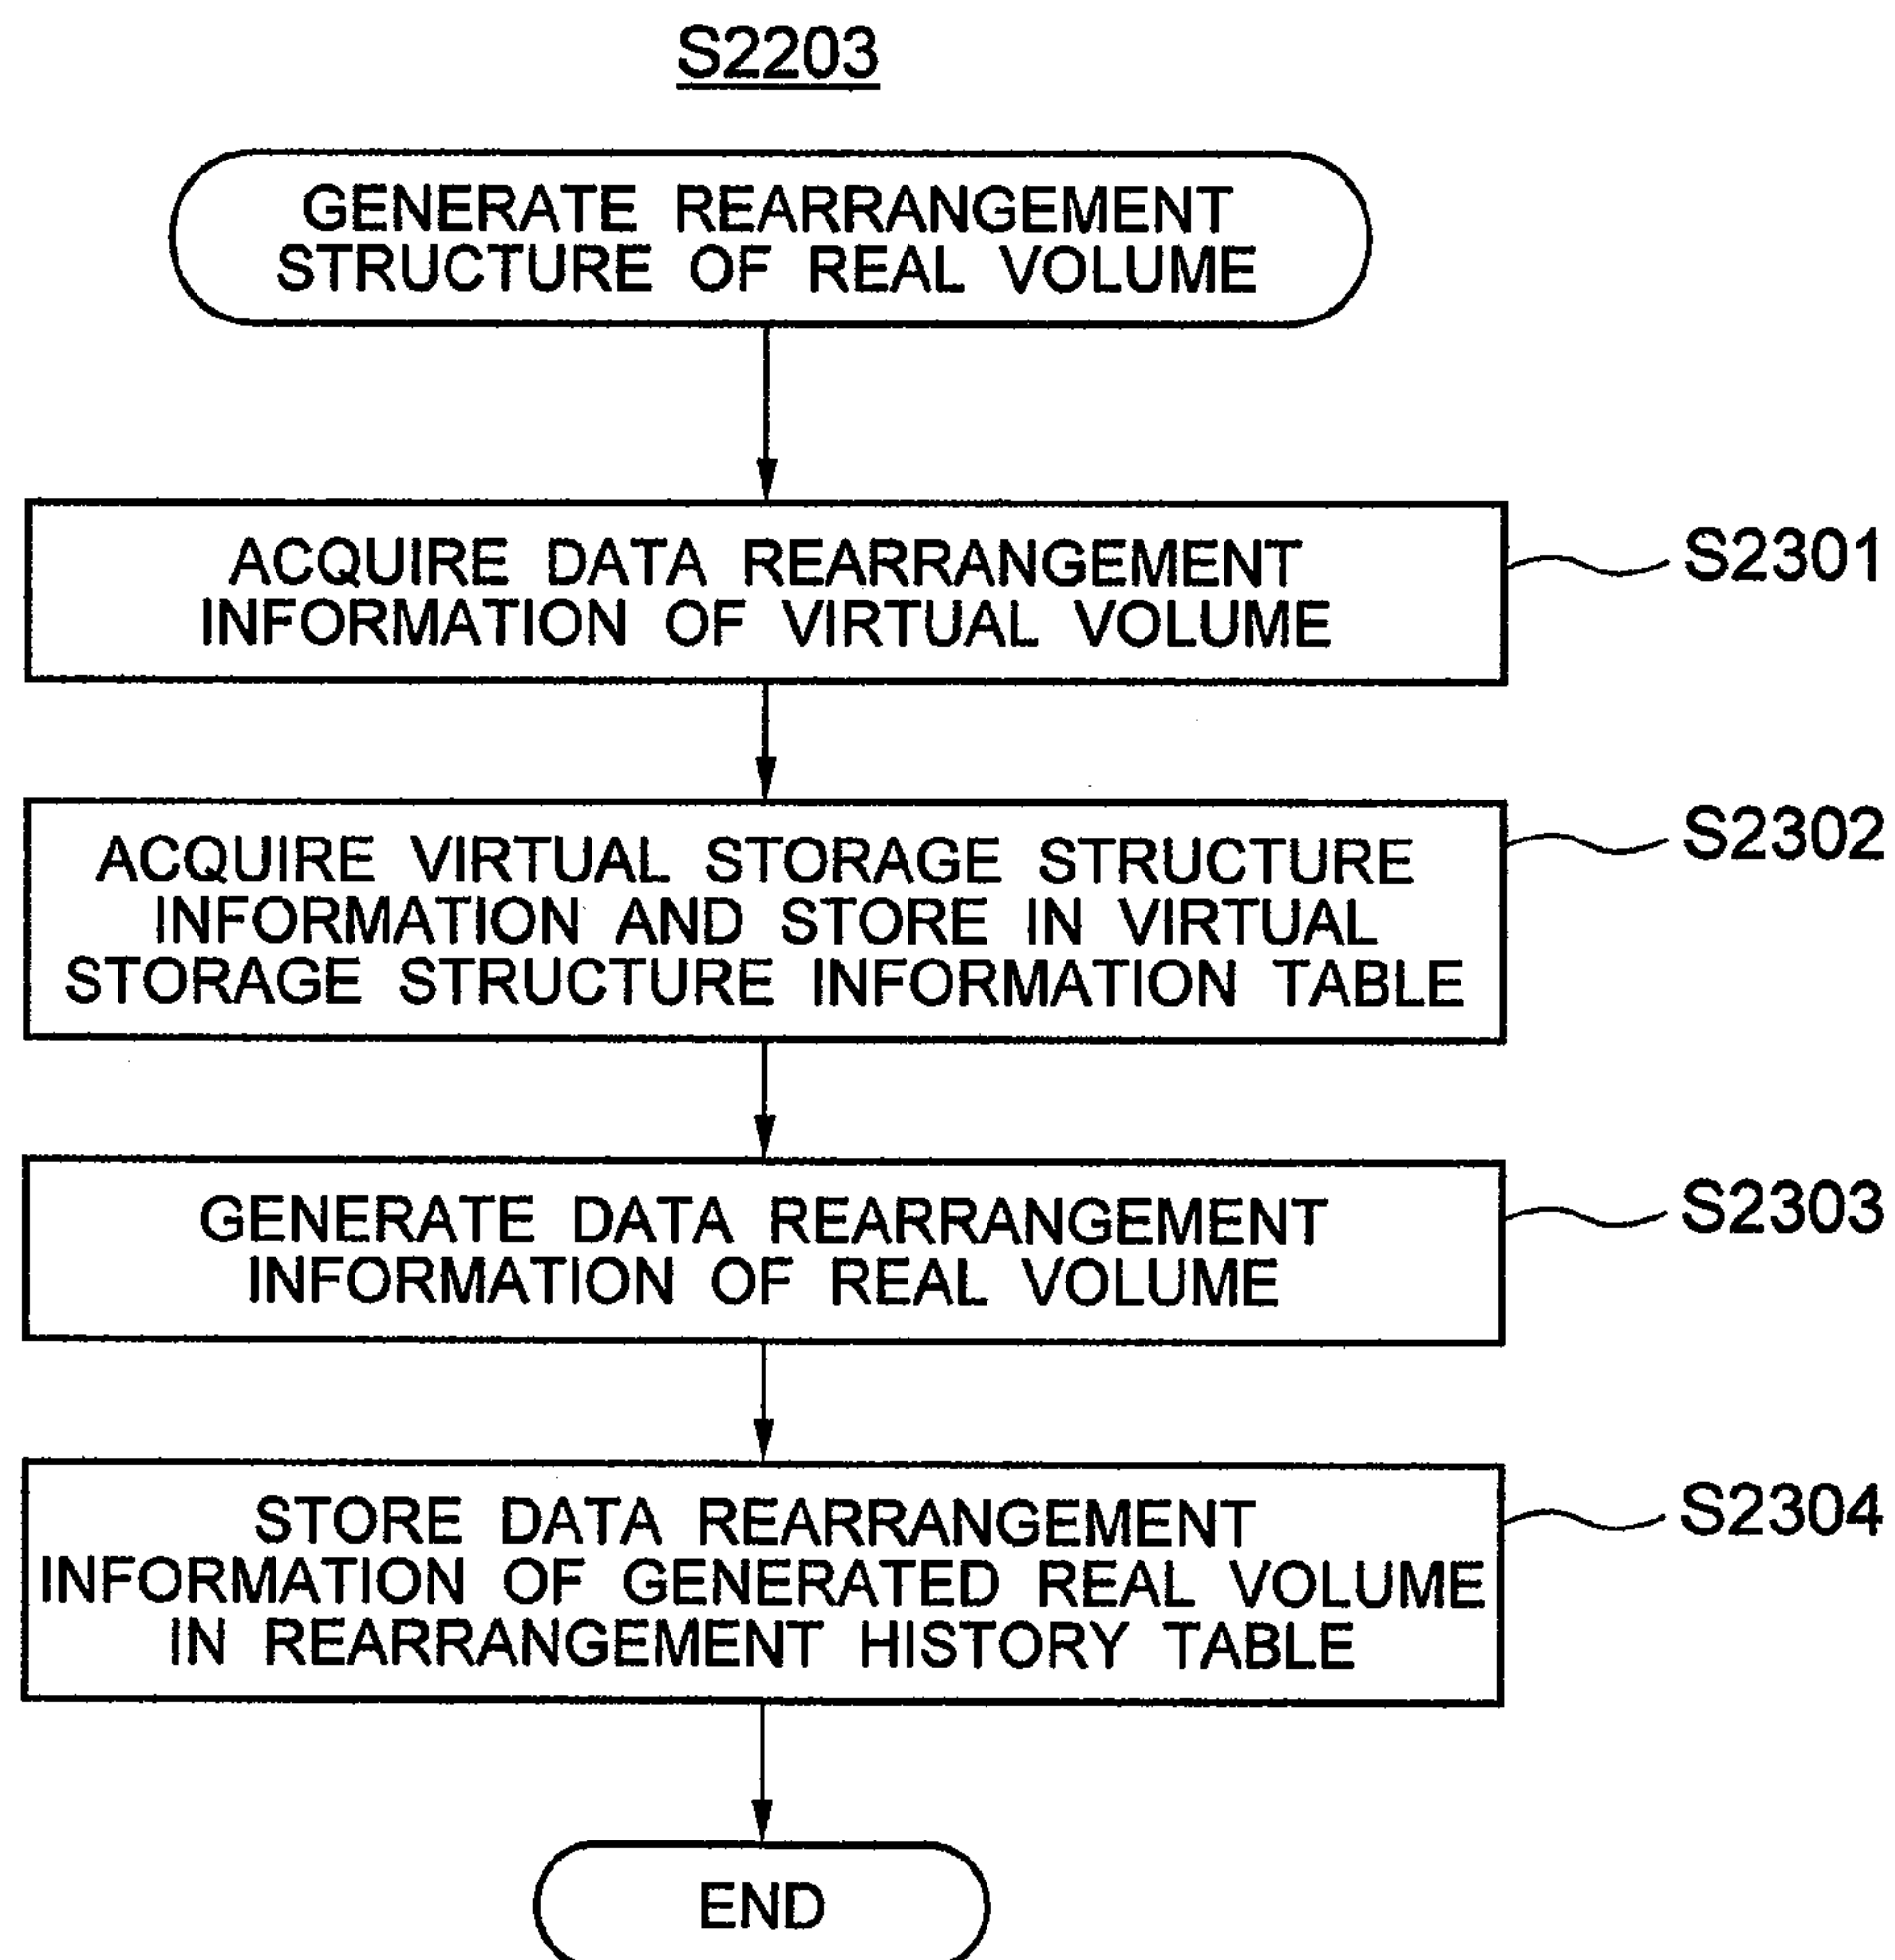 S2203
GENERATE REARRANGEMENT
STRUCTURE OF REAL VOLUME
ACQUIRE DATA REARRANGEMENT
INFORMATION OF VIRTUAL VOLUME
S2301
ACQUIRE VIRTUAL STORAGE STRUCTURE
INFORMATION AND STORE IN VIRTUAL
STORAGE STRUCTURE INFORMATION TABLE
S2302
GENERATE DATA REARRANGEMENT
INFORMATION OF REAL VOLUME
S2303
STORE DATA REARRANGEMENT
INFORMATION OF GENERATED REAL VOLUME
IN REARRANGEMENT HISTORY TABLE
S2304
END